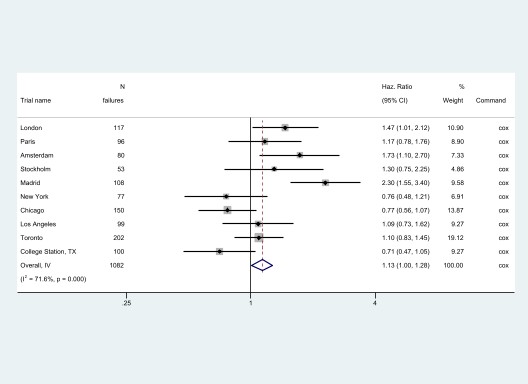 N Haz. Ratio %
Trial name failures (95% CI) Weight Command
London 117 1.47 (1.01, 2.12) 10.90 cox
Paris 96 1.17 (0.78, 1.76) 8.90 cox
Amsterdam 80 1.73 (1.10, 2.70) 7.33 cox
Stockholm 53 1.30 (0.75, 2.25) 4.86 cox
Madrid 108 2.30 (1.55, 3.40) 9.58 cox
New York 77 0.76 (0.48, 1.21) 6.91 cox
Chicago 150 0.77 (0.56, 1.07) 13.87 cox
Los Angeles 99 1.09 (0.73, 1.62) 9.27 cox
Toronto 202 1.10 (0.83, 1.45) 19.12 cox
College Station, TX 100 0.71 (0.47, 1.05) 9.27 cox
Overall, IV 1082 1.13 (1.00, 1.28) 100.00 cox
(I² = 71.6%, p = 0.000)
.25 1 4